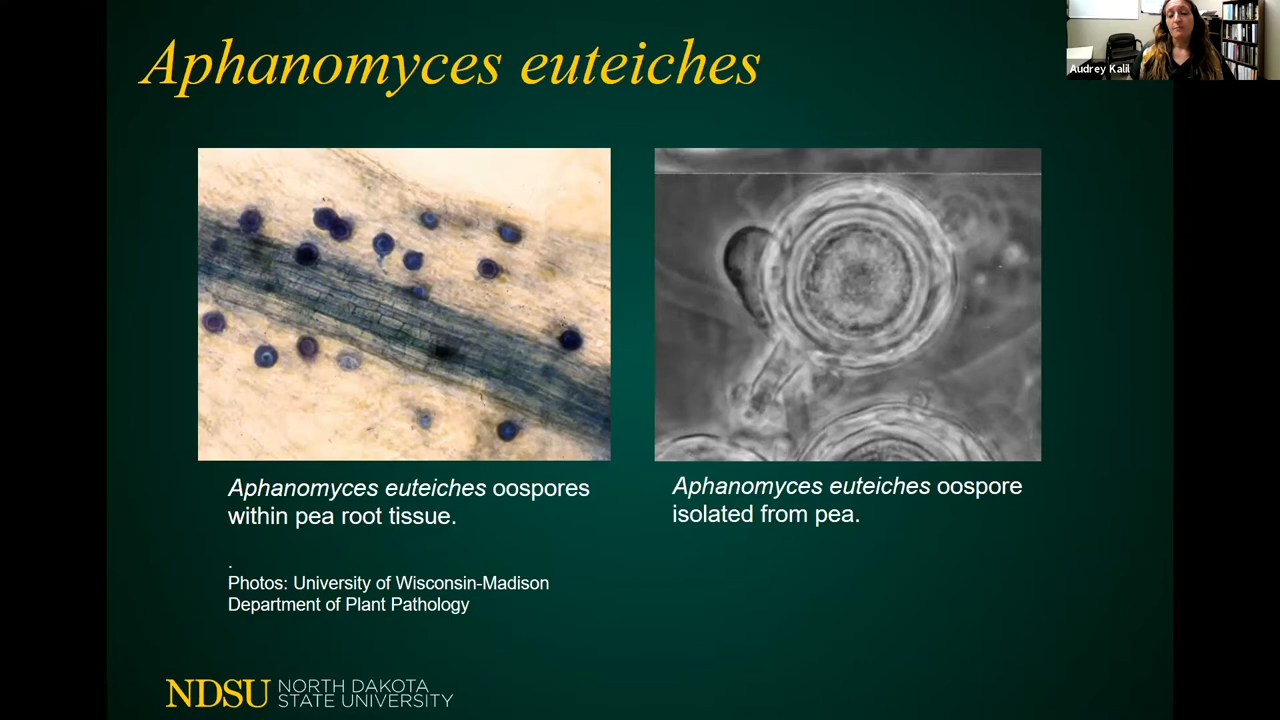 Aphanomyces euteiches
Audrey Kalil
Aphanomyces euteiches oospores
within pea root tissue.
Aphanomyces euteiches oospore
isolated from pea.
.
Photos: University of Wisconsin-Madison
Department of Plant Pathology
NDSU NORTH DAKOTA
STATE UNIVERSITY